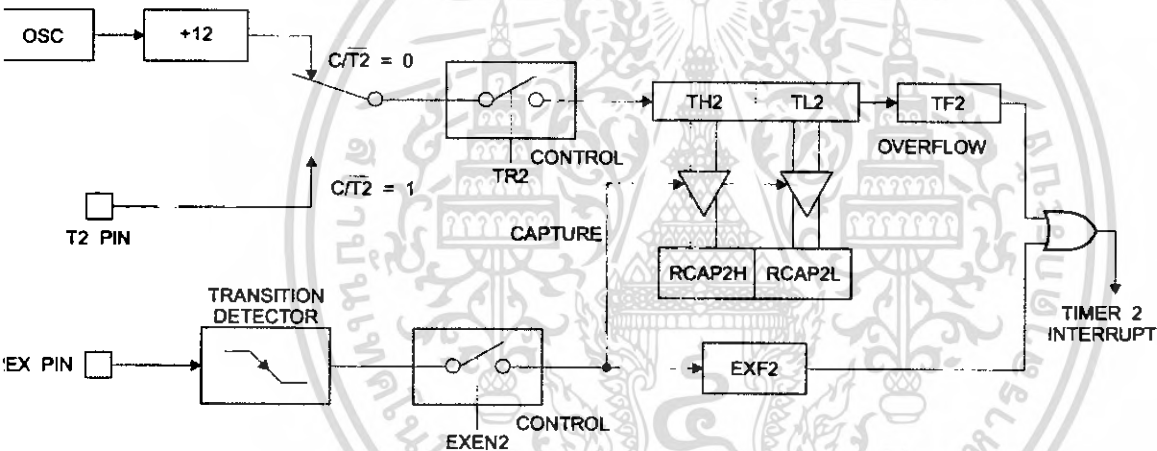 OSC
+12
C/T2 = 0
TH2
TL2
TF2
OVERFLOW
CONTROL
TR2
C/T2 = 1
T2 PIN
CAPTURE
RCAP2H
RCAP2L
TRANSITION
DETECTOR
TIMER 2
INTERRUPT
EX PIN
EXF2
CONTROL
EXEN2